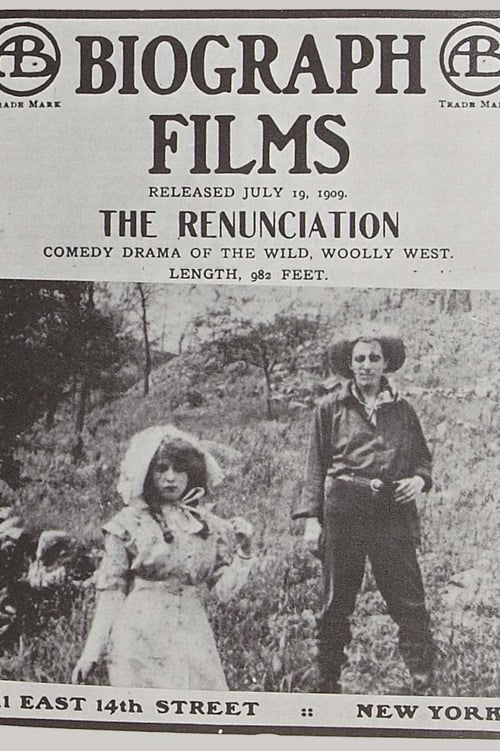 AB BIOGRAPH AB
TRADE MARK
TRADE MARK
FILMS
RELEASED JULY 19, 1909.
THE RENUNCIATION
COMEDY DRAMA OF THE WILD, WOOLLY WEST.
LENGTH, 982 FEET.
EAST 14th STREET :: NEW YORK